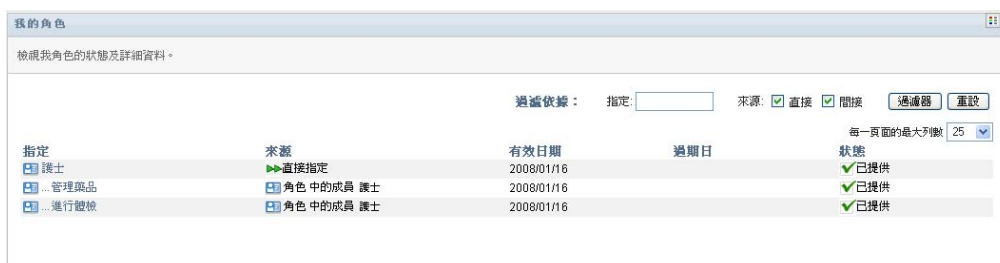 我的角色
檢視我角色的狀態及詳細資料。
過濾依據： 指定: 來源: 直接 間接 過濾器 重設
每一頁面的最大列數 25
指定 來源 有效日期 過期日 狀態
護士 直接指定 2008/01/16 已提供
...管理藥品 角色 中的成員 護士 2008/01/16 已提供
...進行體檢 角色 中的成員 護士 2008/01/16 已提供